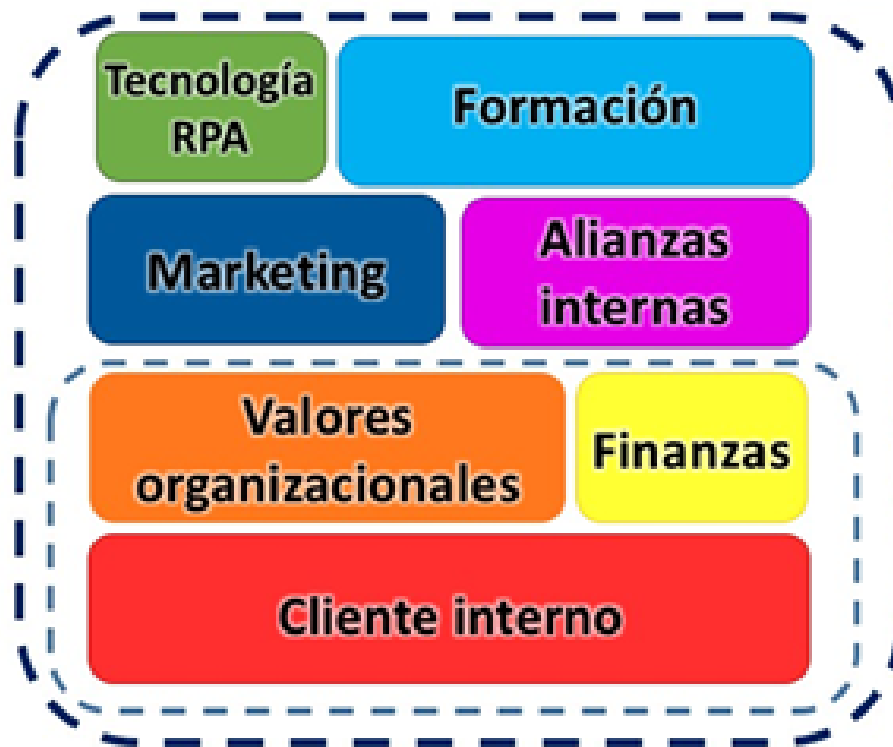 Tecnología
RPA
Formación
Marketing
Alianzas
internas
Valores
organizacionales
Finanzas
Cliente interno